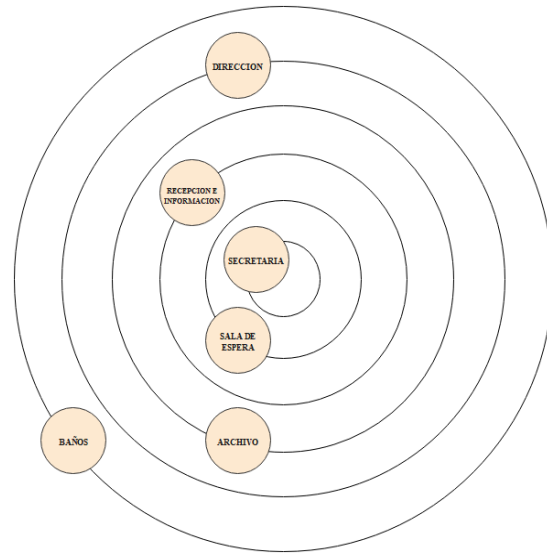 DIRECCION
RECEPCION E
INFORMACION
SECRETARIA
SALA DE
ESPERA
BAÑOS
ARCHIVO